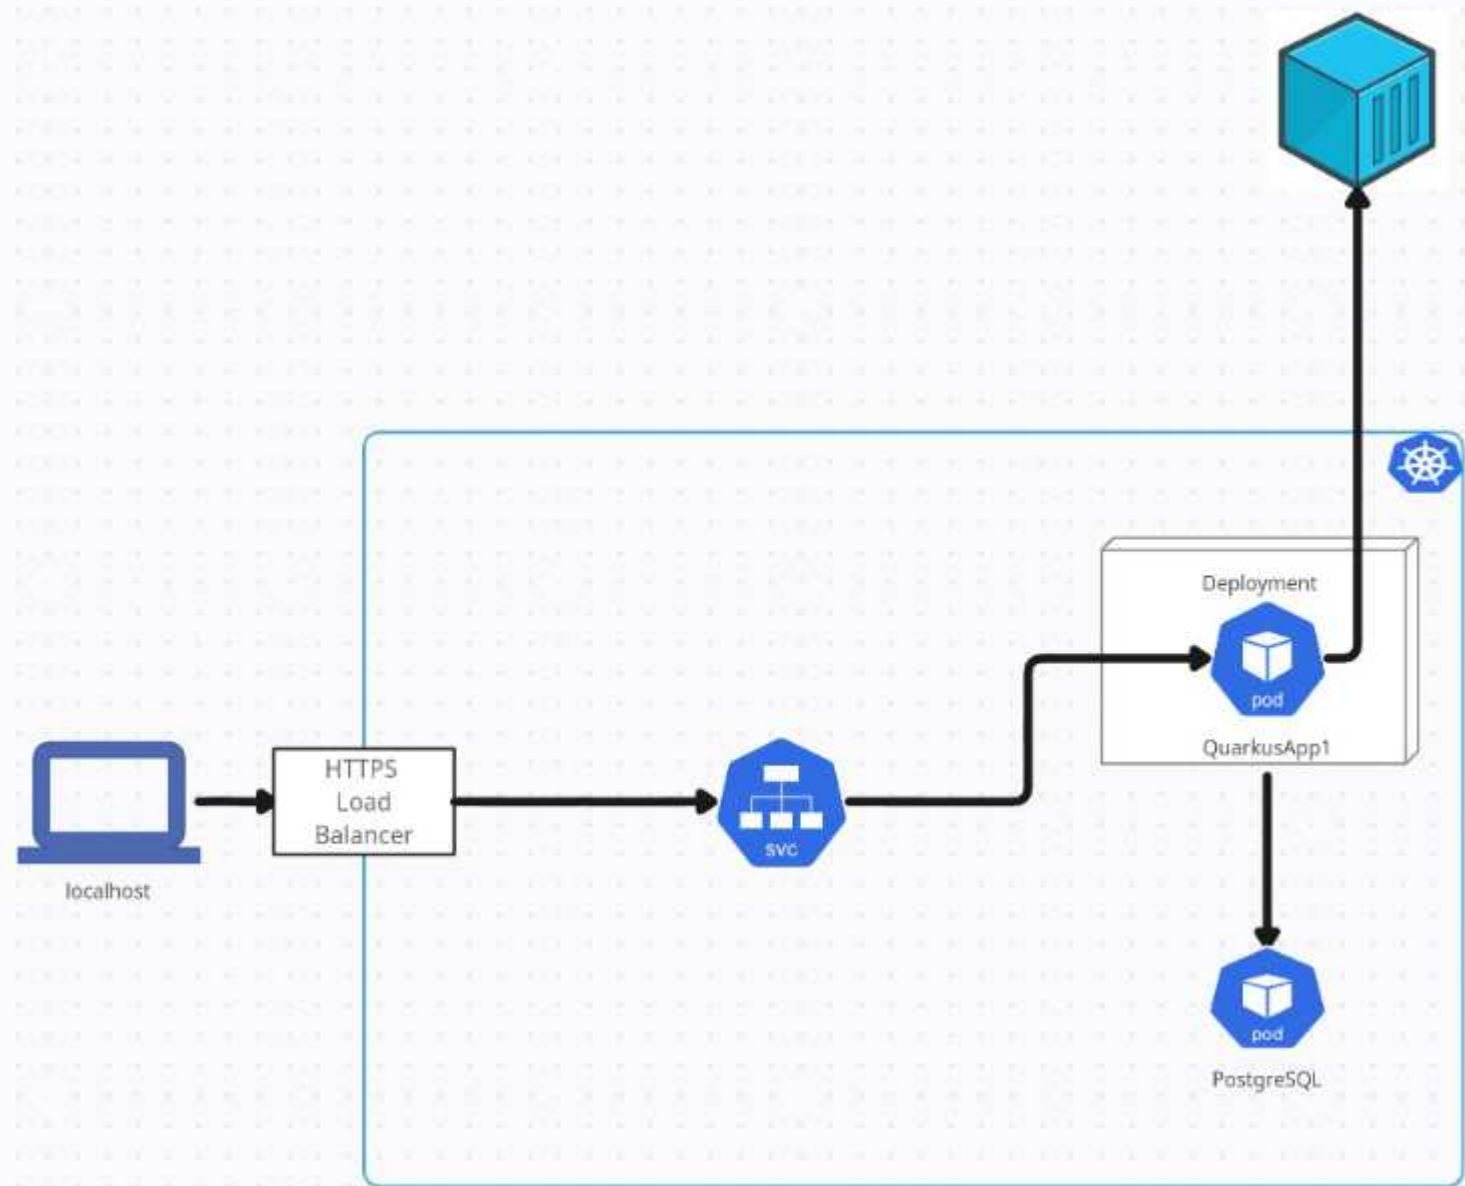 Deployment
pod
QuarkusApp1
HTTPS
Load
Balancer
svc
localhost
pod
PostgreSQL